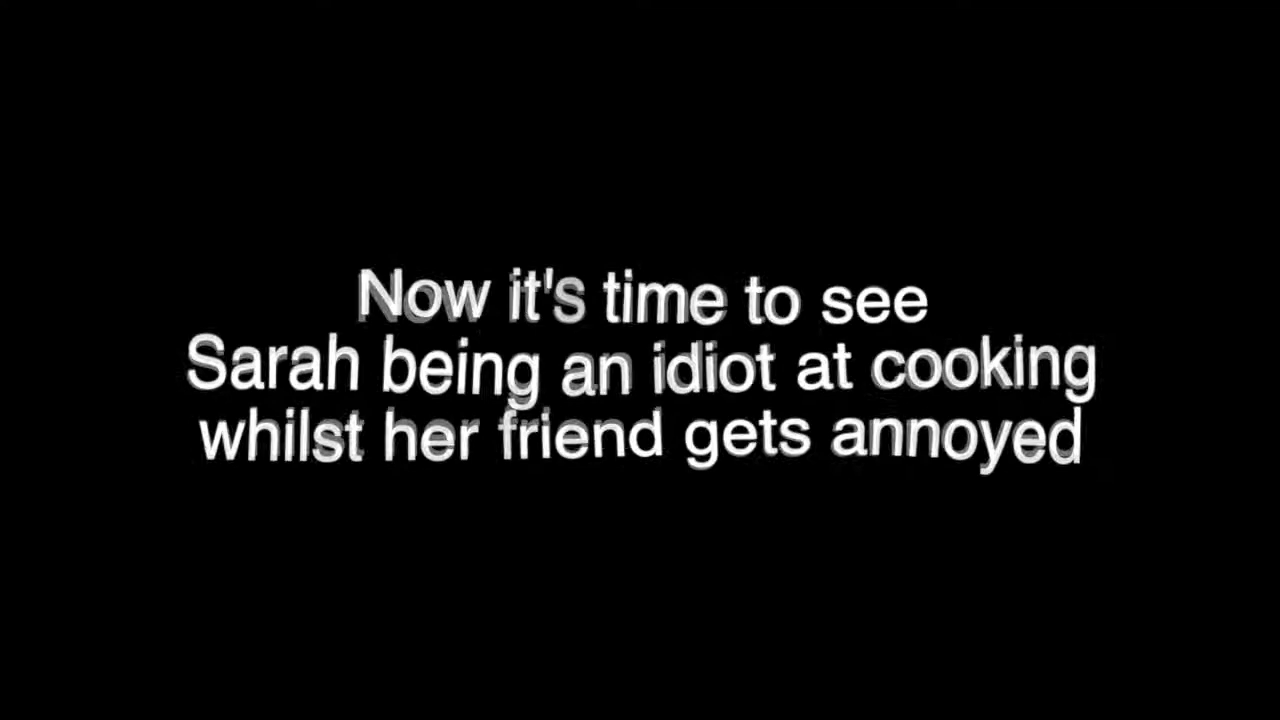 Now it's time to see
Sarah being an idiot at cooking
whilst her friend gets annoyed